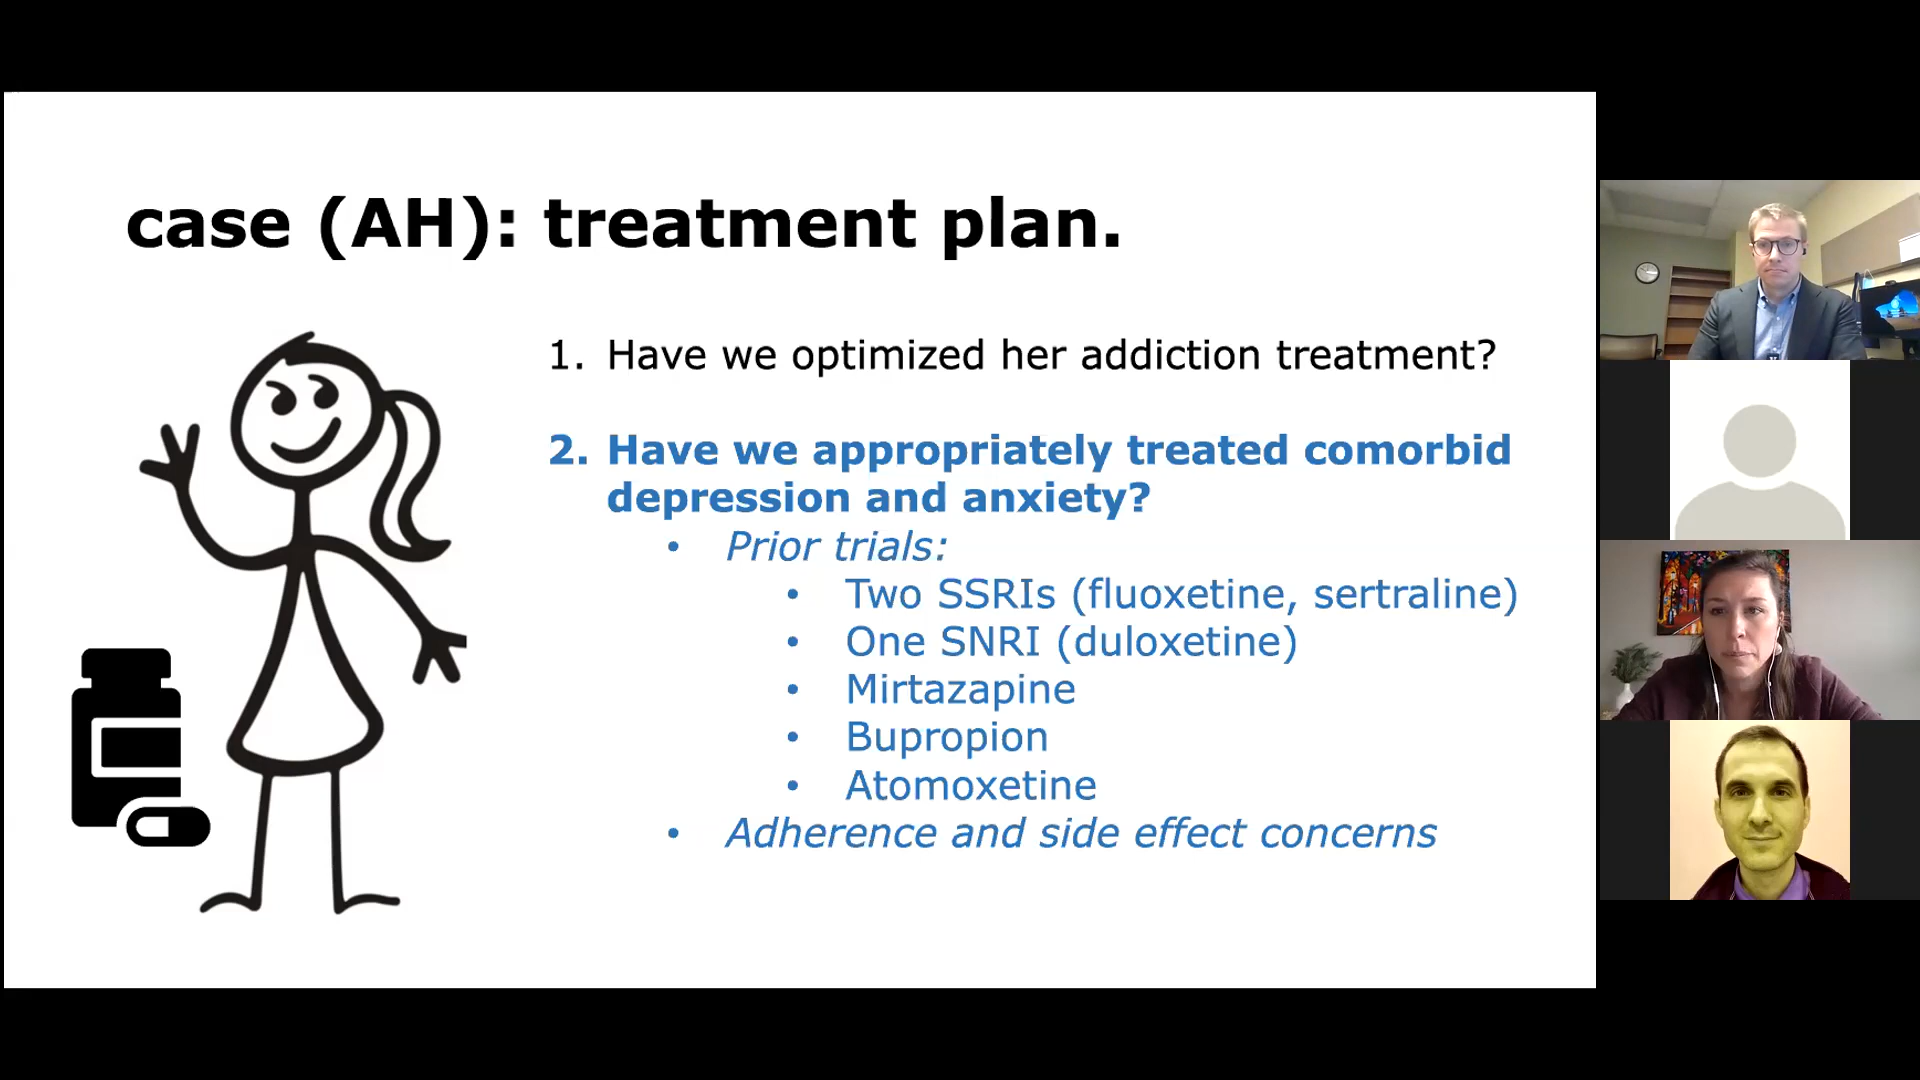 case (AH): treatment plan.
1. Have we optimized her addiction treatment?
2. Have we appropriately treated comorbid
depression and anxiety?
• Prior trials:
• Two SSRIs (fluoxetine, sertraline)
• One SNRI (duloxetine)
• Mirtazapine
• Bupropion
• Atomoxetine
• Adherence and side effect concerns